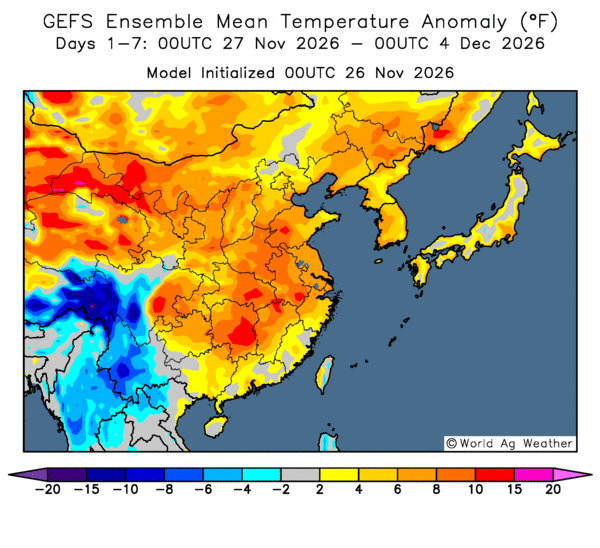 GEFS Ensemble Mean Temperature Anomaly (°F)
Days 1-7: 00UTC 27 Nov 2026 - 00UTC 4 Dec 2026
Model Initialized 00UTC 26 Nov 2026
© World Ag Weather
-20 -15 -10 -8 -6 -4 -2 2 4 6 8 10 15 20